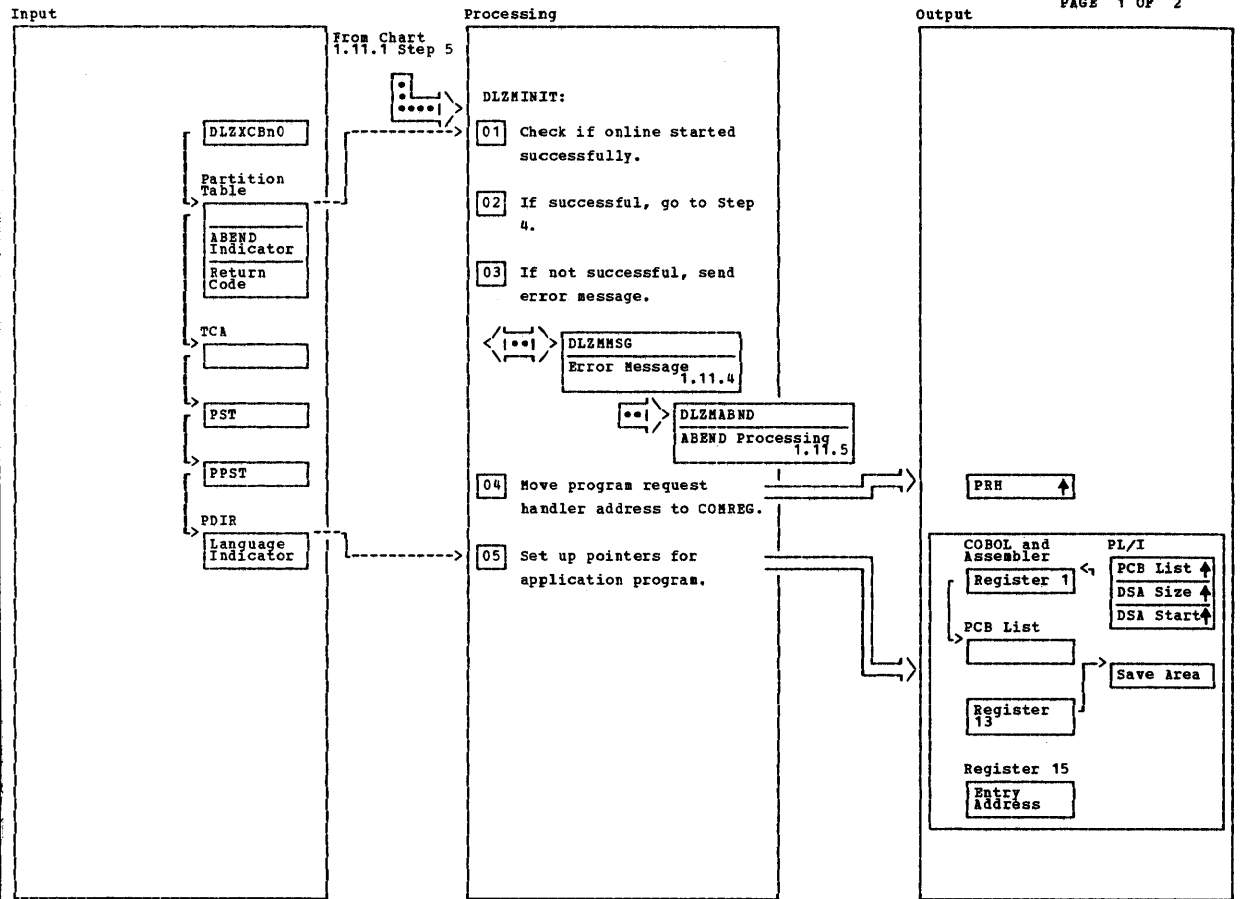 PAGE 1 OF 2
Input
Processing
Output
From Chart
1.11.1 Step 5
DLZXCBn0
Partition
Table
ABEND
Indicator
Return
Code
TCA
PST
PPST
PDIR
Language
Indicator
DLZMINIT:
01 Check if online started
successfully.
02 If successful, go to Step
4.
03 If not successful, send
error message.
DLZMMSG
Error Message
1.11.4
DLZMABND
ABEND Processing
1.11.5
04 Move program request
handler address to COMREG.
05 Set up pointers for
application program.
PRH
COBOL and
Assembler
Register 1
PL/I
PCB List
DSA Size
DSA Start
PCB List
Save Area
Register
13
Register 15
Entry
Address